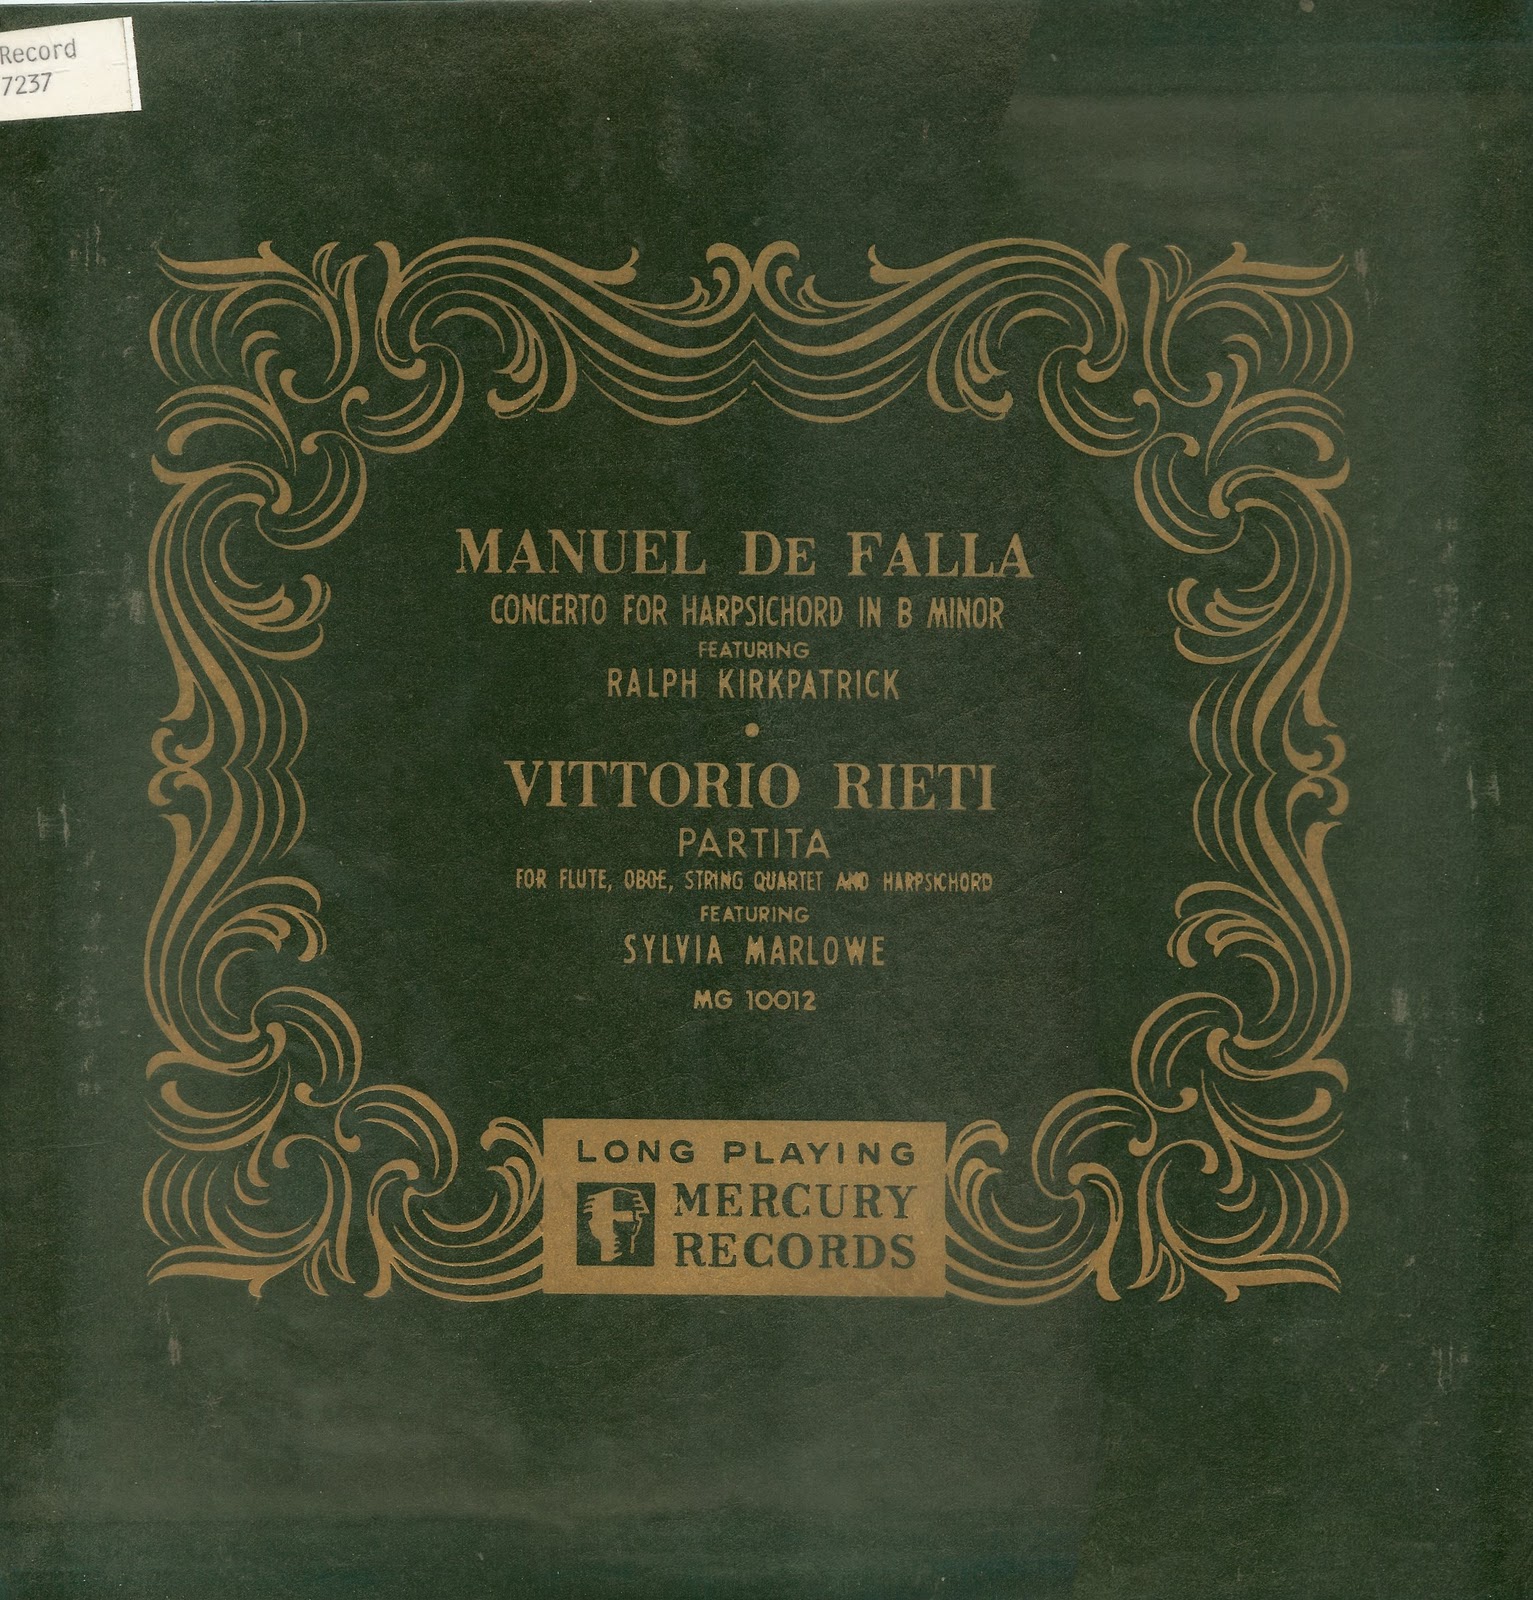 Record
7237
MANUEL DE FALLA
CONCERTO FOR HARPSICHORD IN B MINOR
FEATURING
RALPH KIRKPATRICK
•
VITTORIO RIETI
PARTITA
FOR FLUTE, OBOE, STRING QUARTET AND HARPSICHORD
FEATURING
SYLVIA MARLOWE
MG 10012
LONG PLAYING
MERCURY
RECORDS